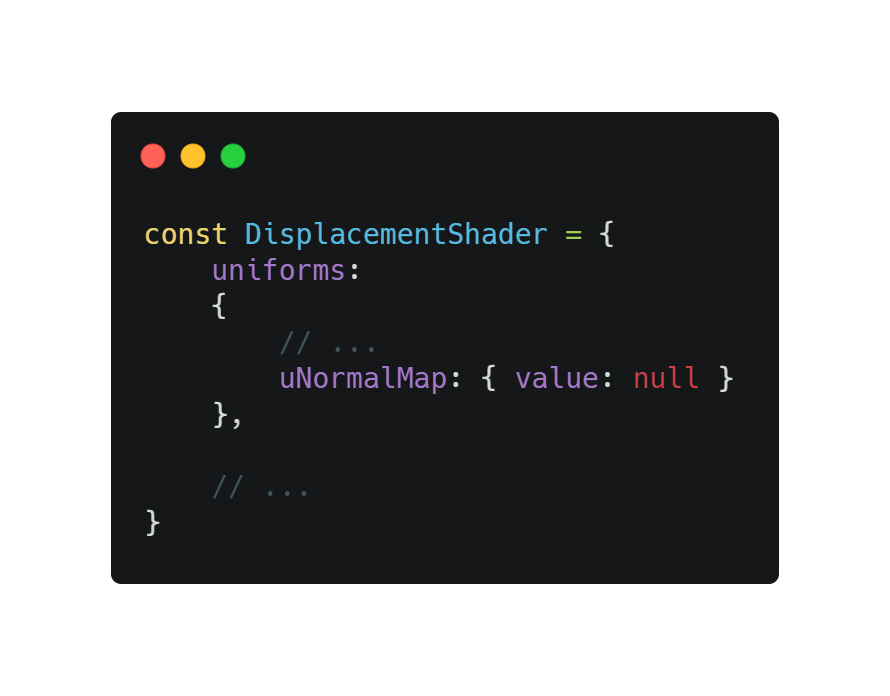 const DisplacementShader = {
    uniforms:
    {
        // ...
        uNormalMap: { value: null }
    },

    // ...
}